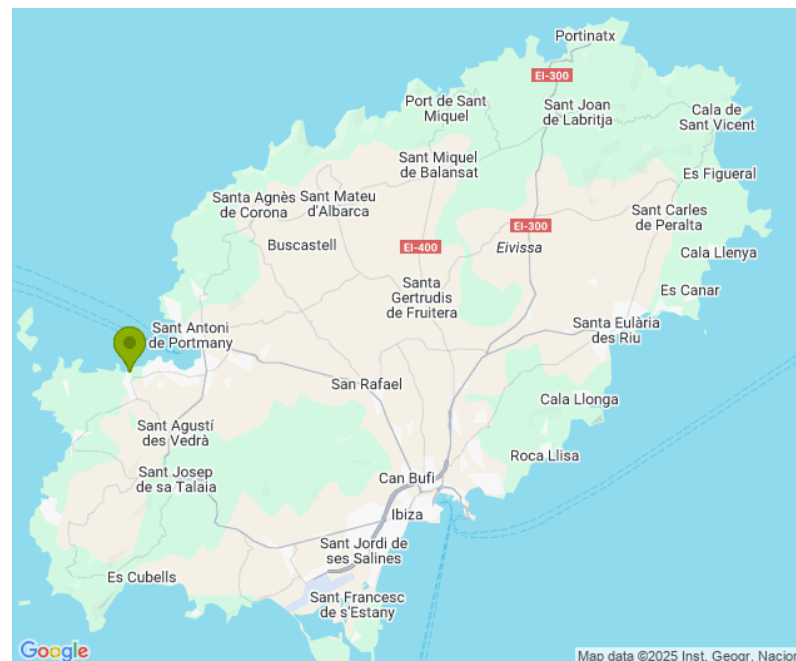 Portinatx
EI-300
Port de Sant
Miquel
Sant Joan
de Labritja
Cala de
Sant Vicent
Sant Miquel
de Balansat
Es Figueral
Santa Agnès
de Corona
Sant Mateu
d'Albarca
Sant Carles
de Peralta
EI-300
Buscastell
EI-400
Eivissa
Cala Llenya
Santa
Gertrudis
de Fruitera
Es Canar
Sant Antoni
de Portmany
Santa Eulària
des Riu
San Rafael
Cala Llonga
Sant Agustí
des Vedrà
Roca Llisa
Sant Josep
de sa Talaia
Can Bufi
Ibiza
Sant Jordi de
ses Salines
Es Cubells
Sant Francesc
de s'Estany
Google
Map data ©2025 Inst. Geogr. Nacion